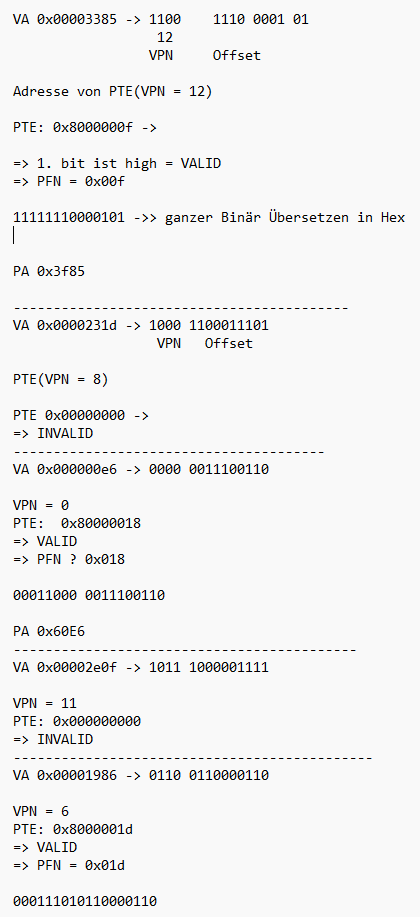 VA 0x00003385 -> 1100 1110 0001 01
12
VPN Offset
Adresse von PTE(VPN = 12)
PTE: 0x8000000f ->
=> 1. bit ist high = VALID
=> PFN = 0x00f
11111110000101 ->> ganzer Binär Übersetzen in Hex
PA 0x3f85
-----------------------------------------
VA 0x0000231d -> 1000 1100011101
VPN Offset
PTE(VPN = 8)
PTE 0x00000000 ->
=> INVALID
--------------------------------------
VA 0x000000e6 -> 0000 0011100110
VPN = 0
PTE: 0x80000018
=> VALID
=> PFN ? 0x018
00011000 0011100110
PA 0x60E6
------------------------------------------
VA 0x00002e0f -> 1011 1000001111
VPN = 11
PTE: 0x000000000
=> INVALID
--------------------------------------------
VA 0x00001986 -> 0110 0110000110
VPN = 6
PTE: 0x8000001d
=> VALID
=> PFN = 0x01d
000111010110000110